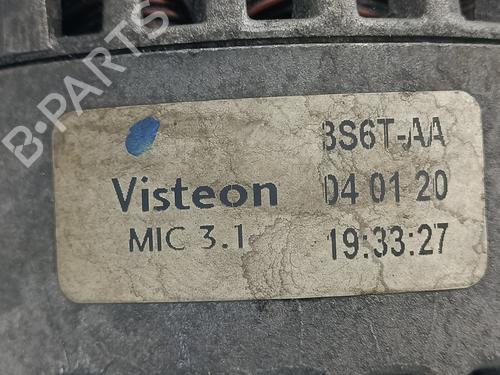 B-PARTS
3S6T-AA
Visteon 04 01 20
MIC 3.1 19:33:27